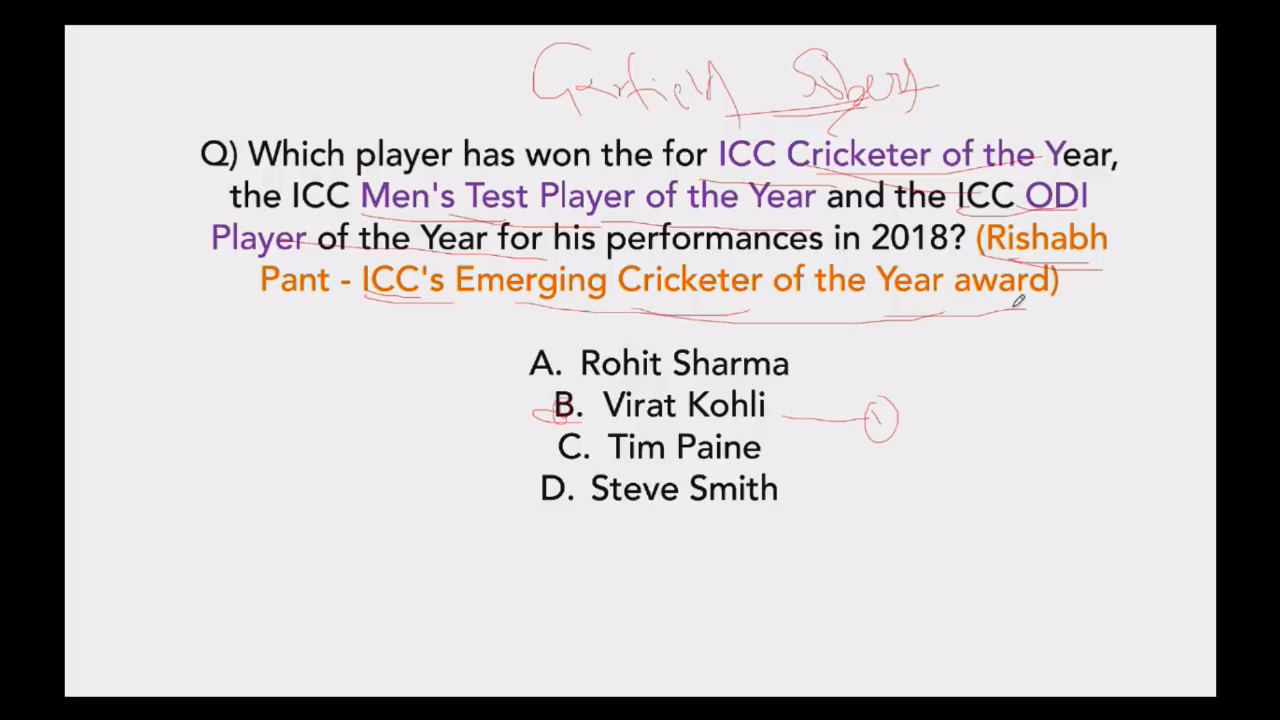 Garfield Sobers
Q) Which player has won the for ICC Cricketer of the Year,
the ICC Men's Test Player of the Year and the ICC ODI
Player of the Year for his performances in 2018? (Rishabh
Pant - ICC's Emerging Cricketer of the Year award)
A. Rohit Sharma
B. Virat Kohli
C. Tim Paine
D. Steve Smith